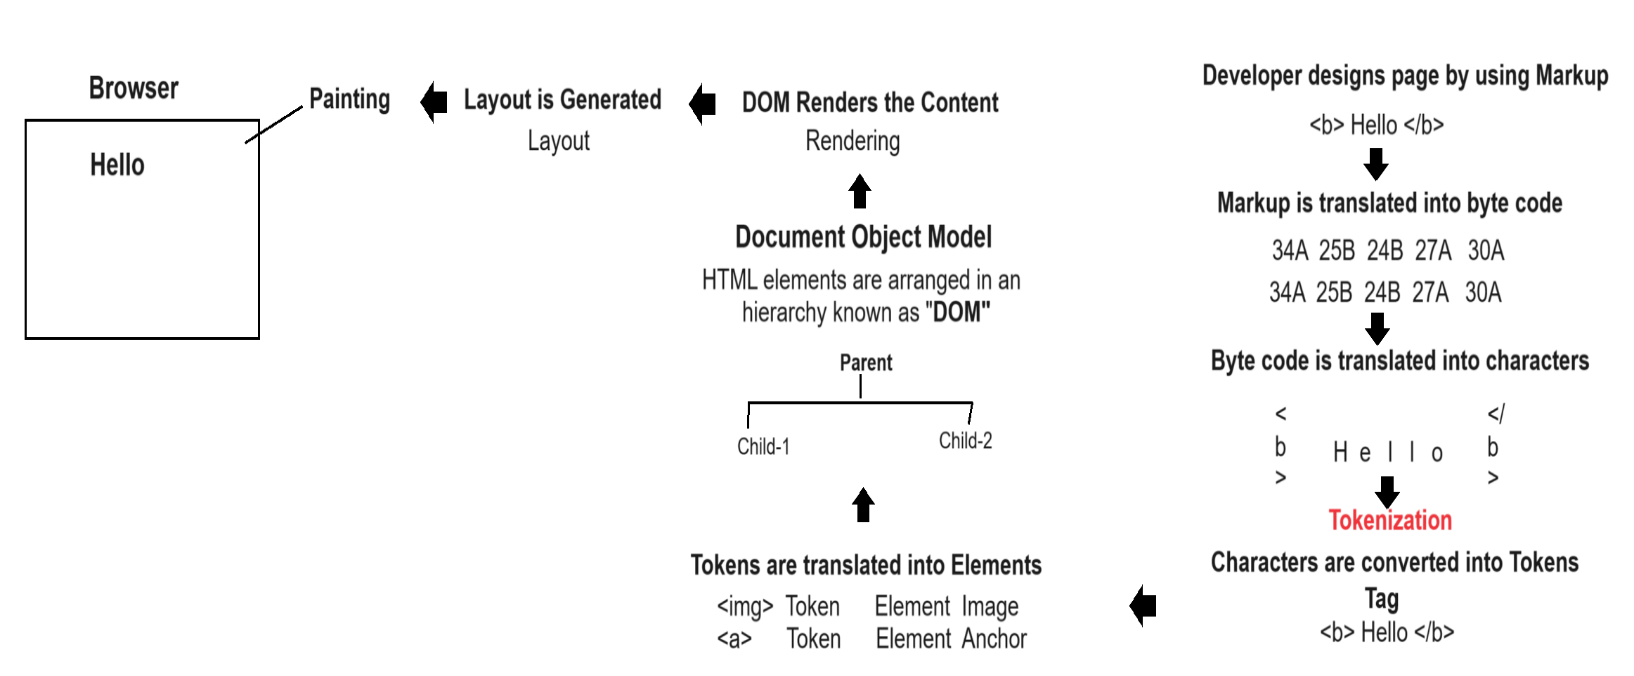 Browser
Hello
Painting
Layout is Generated
Layout
DOM Renders the Content
Rendering
Document Object Model
HTML elements are arranged in an
hierarchy known as "DOM"
Parent
Child-1
Child-2
Tokens are translated into Elements
<img> Token Element Image
<a> Token Element Anchor
Developer designs page by using Markup
<b> Hello </b>
Markup is translated into byte code
34A 25B 24B 27A 30A
34A 25B 24B 27A 30A
Byte code is translated into characters
< </
b H e l l o b
> >
Tokenization
Characters are converted into Tokens
Tag
<b> Hello </b>